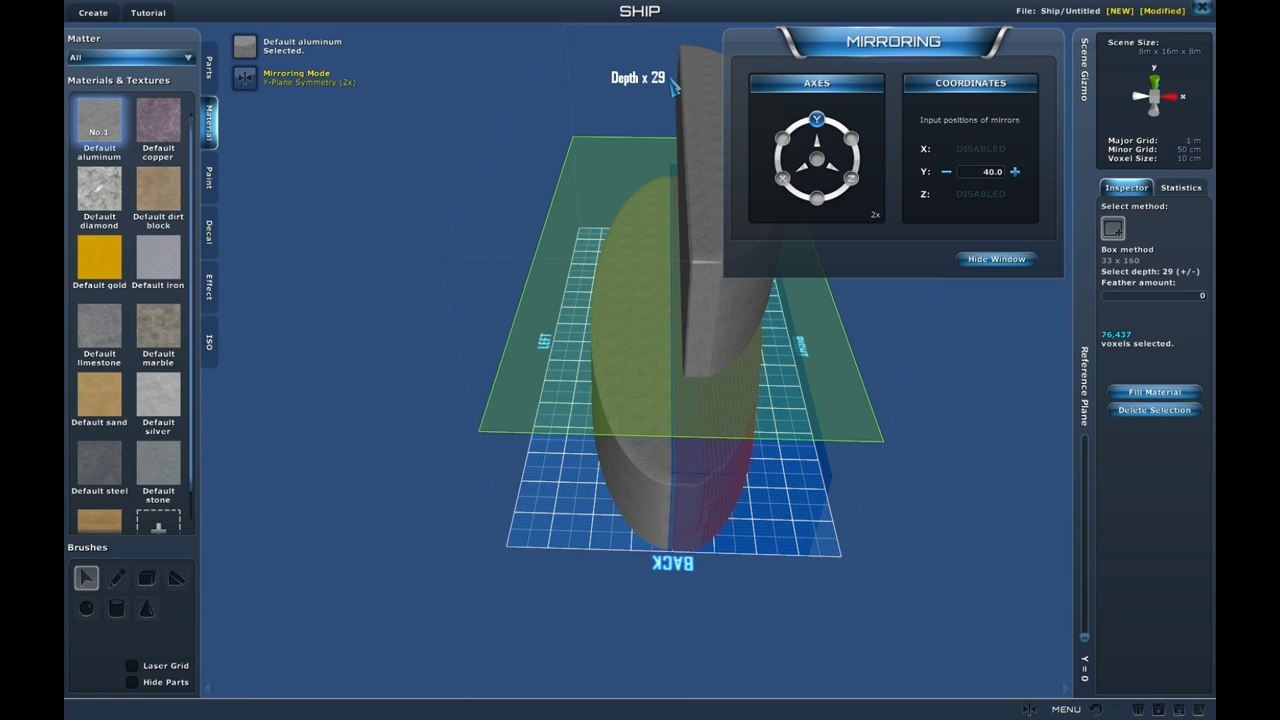 Create
Tutorial
SHIP
File: Ship/Untitled [NEW] [Modified]
Matter
All
Materials & Textures
No.1
Default aluminum
Default copper
Default diamond
Default dirt block
Default gold
Default iron
Default limestone
Default marble
Default sand
Default silver
Default steel
Default stone
Brushes
Laser Grid
Hide Parts
Parts
Material
Paint
Decal
Effect
ISO
Default aluminum
Selected.
Mirroring Mode
Y-Plane Symmetry (2x)
Depth x 29
LEFT
RIGHT
BACK
MIRRORING
AXES
Y
X
Z
2x
COORDINATES
Input positions of mirrors
X: DISABLED
Y: 40.0
Z: DISABLED
Hide Window
Scene Gizmo
Scene Size:
8m x 16m x 8m
y
x
Major Grid: 1 m
Minor Grid: 50 cm
Voxel Size: 10 cm
Inspector
Statistics
Select method:
Box method
33 x 160
Select depth: 29 (+/-)
Feather amount:
0
76,437
voxels selected.
Fill Material
Delete Selection
Reference Plane
Y = 0
MENU